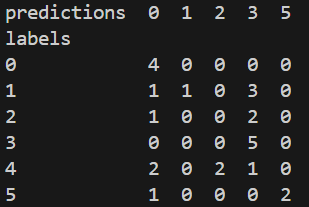 predictions 0 1 2 3 5
labels
0 4 0 0 0 0
1 1 1 0 3 0
2 1 0 0 2 0
3 0 0 0 5 0
4 2 0 2 1 0
5 1 0 0 0 2